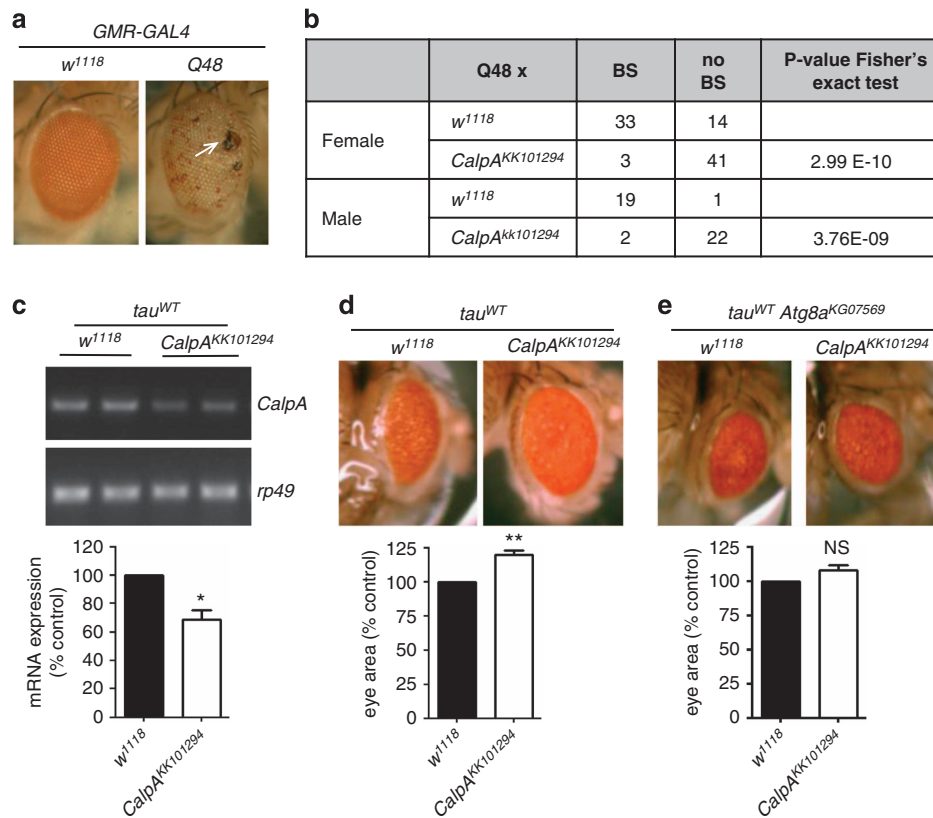 a
GMR-GAL4
w1118 Q48
b
Q48 x BS no BS P-value Fisher's exact test
Female w1118 33 14
CalpAKK101294 3 41 2.99 E-10
Male w1118 19 1
CalpAkk101294 2 22 3.76E-09
c
tauWT
w1118 CalpAKK101294
CalpA
rp49
mRNA expression
(% control)
120
100
80
60
40
20
0
*
w1118
CalpAKK101294
d
tauWT
w1118 CalpAKK101294
eye area (% control)
125
100
75
50
25
0
**
w1118
CalpAKK101294
e
tauWT Atg8aKG07569
w1118 CalpAKK101294
eye area (% control)
125
100
75
50
25
0
NS
w1118
CalpAKK101294